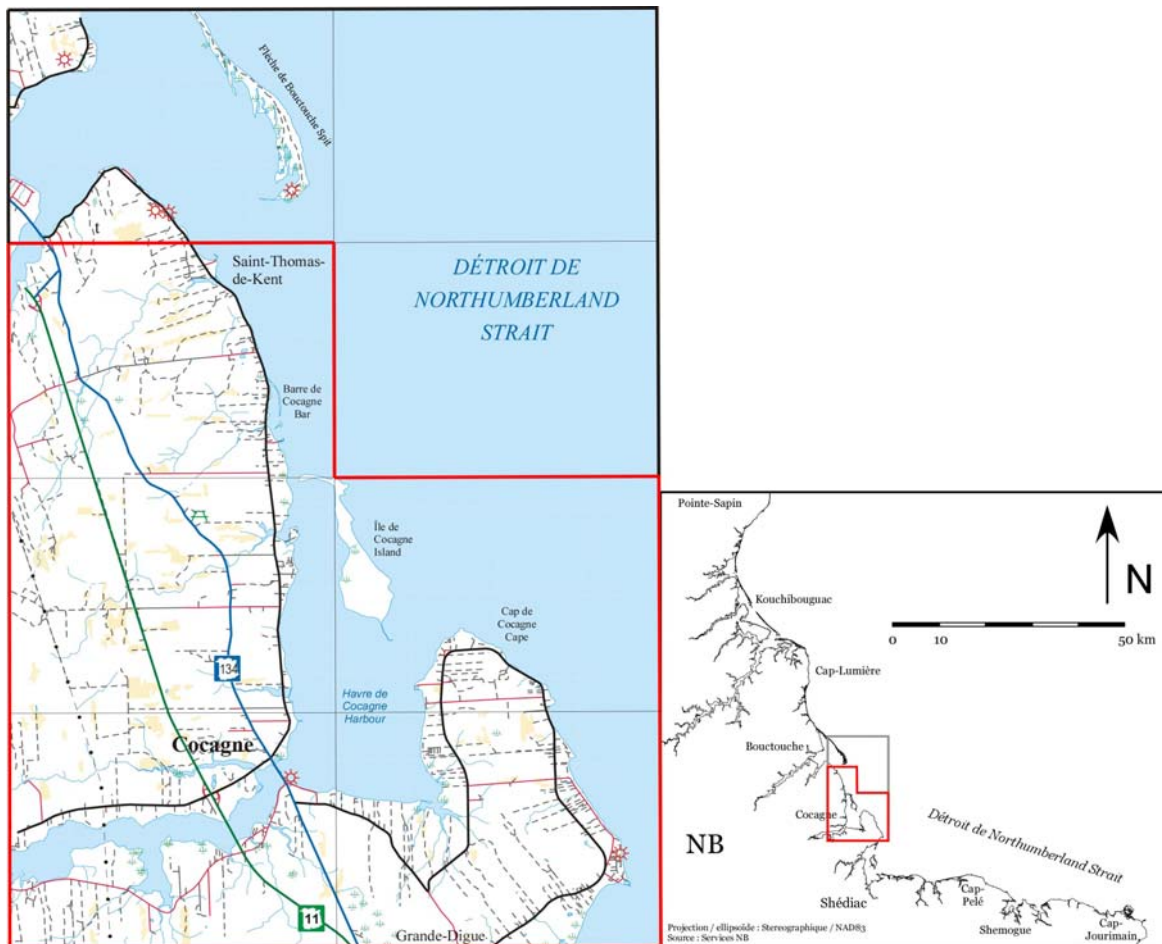 Flèche de Bouctouche Spit
t
Saint-Thomas-
de-Kent
DÉTROIT DE
NORTHUMBERLAND
STRAIT
Barre de
Cocagne
Bar
Île de
Cocagne
Island
Cap de
Cocagne
Cape
134
Havre de
Cocagne
Harbour
Cocagne
11
Grande-Digue
Pointe-Sapin
N
Kouchibouguac
0 10 50 km
Cap-Lumière
Bouctouche
Cocagne
NB
Détroit de Northumberland Strait
Shédiac
Cap-
Pelé
Shemogue
Cap-
Jourimain
Projection / ellipsoïde : Stereographique / NAD83
Source : Services NB